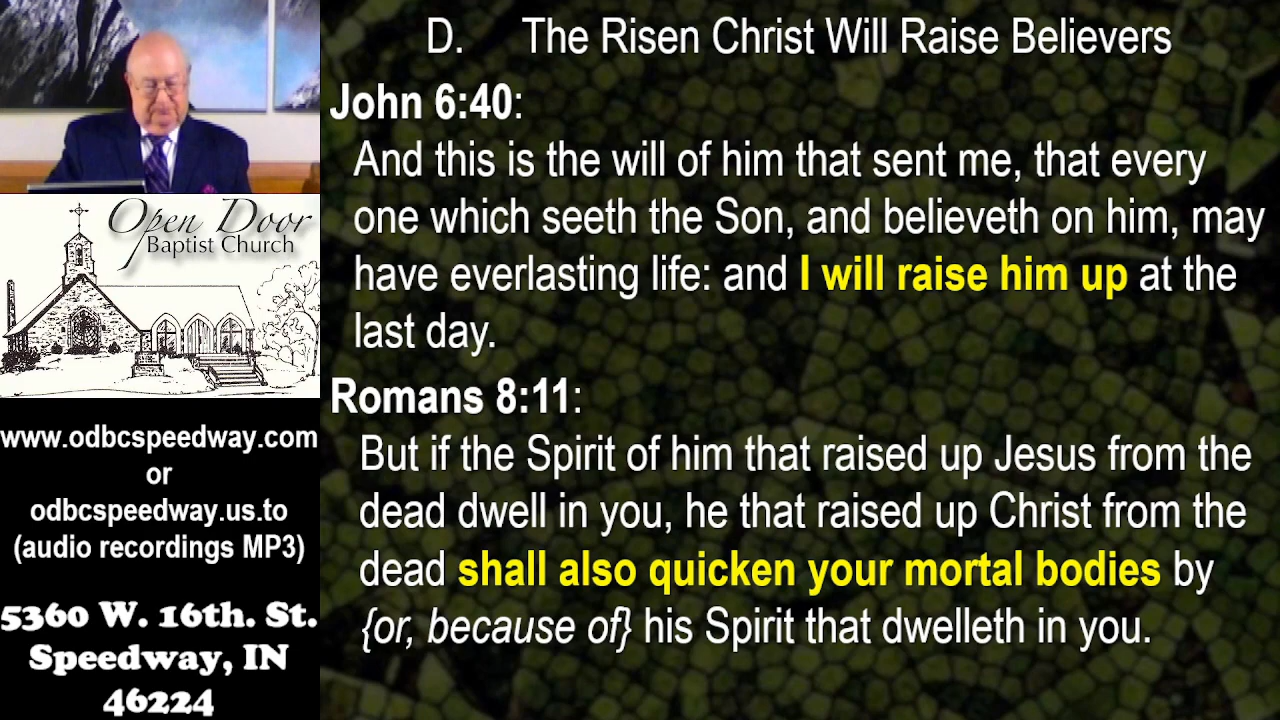 D. The Risen Christ Will Raise Believers
John 6:40:
And this is the will of him that sent me, that every
one which seeth the Son, and believeth on him, may
have everlasting life: and I will raise him up at the
last day.
Romans 8:11:
But if the Spirit of him that raised up Jesus from the
dead dwell in you, he that raised up Christ from the
dead shall also quicken your mortal bodies by
{or, because of} his Spirit that dwelleth in you.
Open Door
Baptist Church
www.odbcspeedway.com
or
odbcspeedway.us.to
(audio recordings MP3)
5360 W. 16th. St.
Speedway, IN
46224